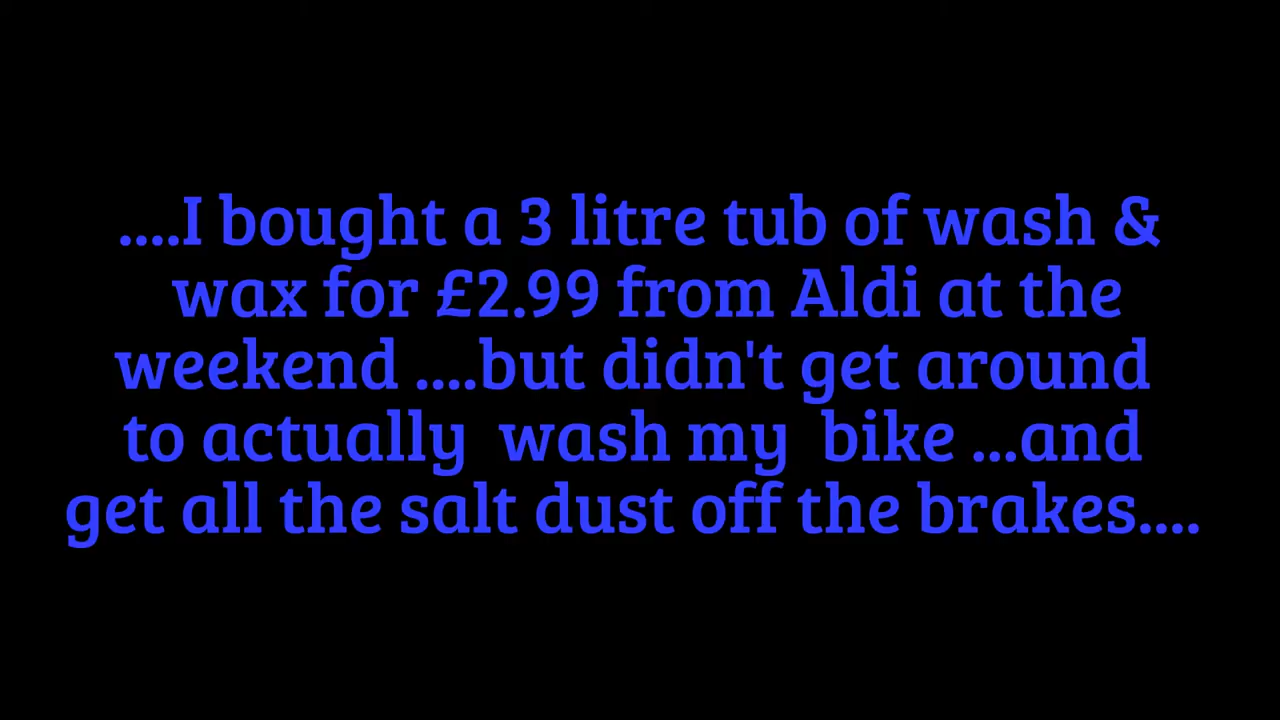 ....I bought a 3 litre tub of wash &
wax for £2.99 from Aldi at the
weekend ....but didn't get around
to actually  wash my  bike ...and
get all the salt dust off the brakes....